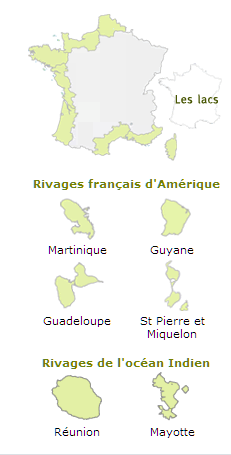 Les lacs
Rivages français d'Amérique
Martinique
Guyane
Guadeloupe
St Pierre et
Miquelon
Rivages de l'océan Indien
Réunion
Mayotte